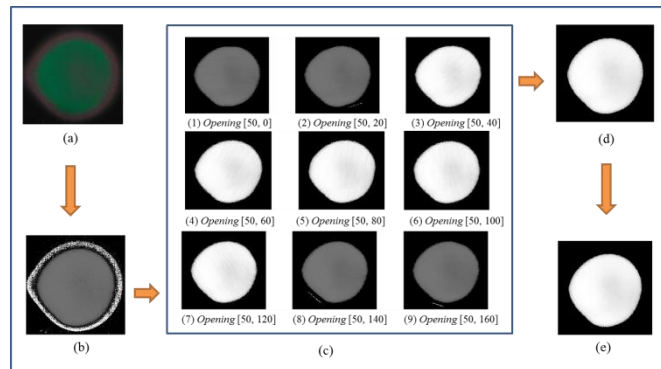 (a)
(1) Opening [50, 0]
(2) Opening [50, 20]
(3) Opening [50, 40]
(d)
(4) Opening [50, 60]
(5) Opening [50, 80]
(6) Opening [50, 100]
(7) Opening [50, 120]
(8) Opening [50, 140]
(9) Opening [50, 160]
(b)
(c)
(e)